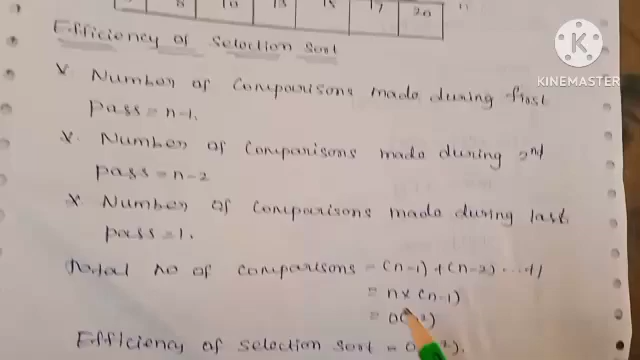 8 10 13 15 17 20
Efficiency of selection sort
KINEMASTER
* Number of comparisons made during first
pass = n-1.
* Number of comparisons made during 2nd
pass = n-2
* Number of comparisons made during last
pass = 1.
Total no of comparisons = (n-1) + (n-2) ....+1
= n x (n-1)
Efficiency of selection sort =